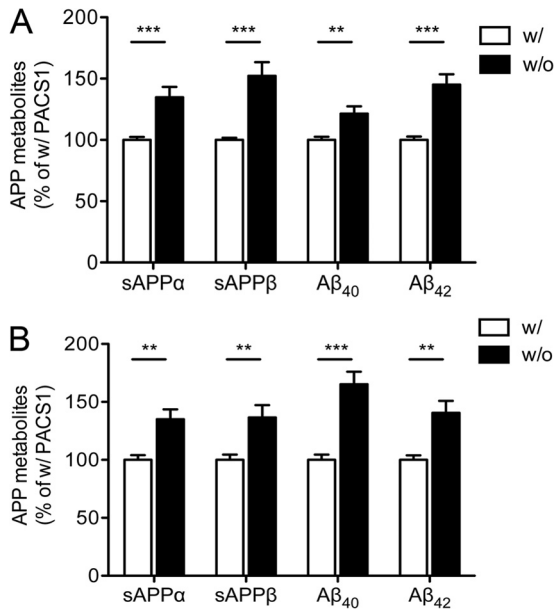 A
*** *** ** ***
w/
w/o
APP metabolites
(% of w/ PACS1)
200
150
100
50
0
sAPPα sAPPβ Aβ40 Aβ42
B
** ** *** **
w/
w/o
APP metabolites
(% of w/ PACS1)
200
150
100
50
0
sAPPα sAPPβ Aβ40 Aβ42